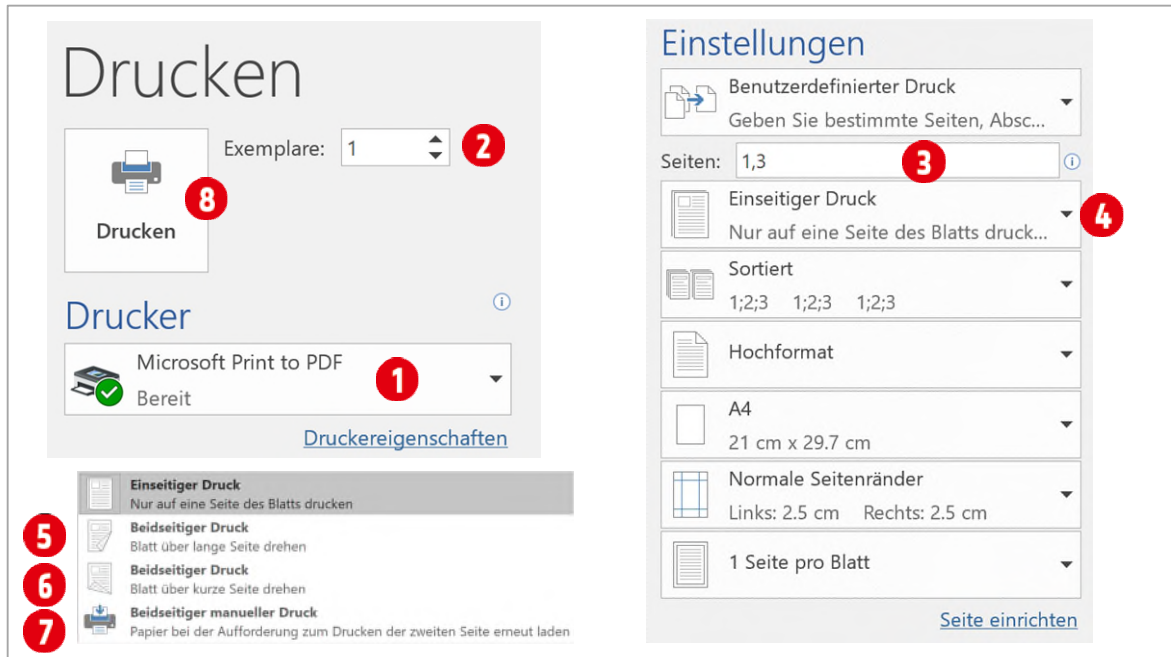 Drucken
Exemplare: 1 2
8
Drucken
Drucker
Microsoft Print to PDF
Bereit
1
Druckereigenschaften
Einseitiger Druck
Nur auf eine Seite des Blatts drucken
5
Beidseitiger Druck
Blatt über lange Seite drehen
6
Beidseitiger Druck
Blatt über kurze Seite drehen
7
Beidseitiger manueller Druck
Papier bei der Aufforderung zum Drucken der zweiten Seite erneut laden
Einstellungen
Benutzerdefinierter Druck
Geben Sie bestimmte Seiten, Absc...
Seiten: 1,3 3
Einseitiger Druck
Nur auf eine Seite des Blatts druck...
4
Sortiert
1;2;3 1;2;3 1;2;3
Hochformat
A4
21 cm x 29.7 cm
Normale Seitenränder
Links: 2.5 cm Rechts: 2.5 cm
1 Seite pro Blatt
Seite einrichten